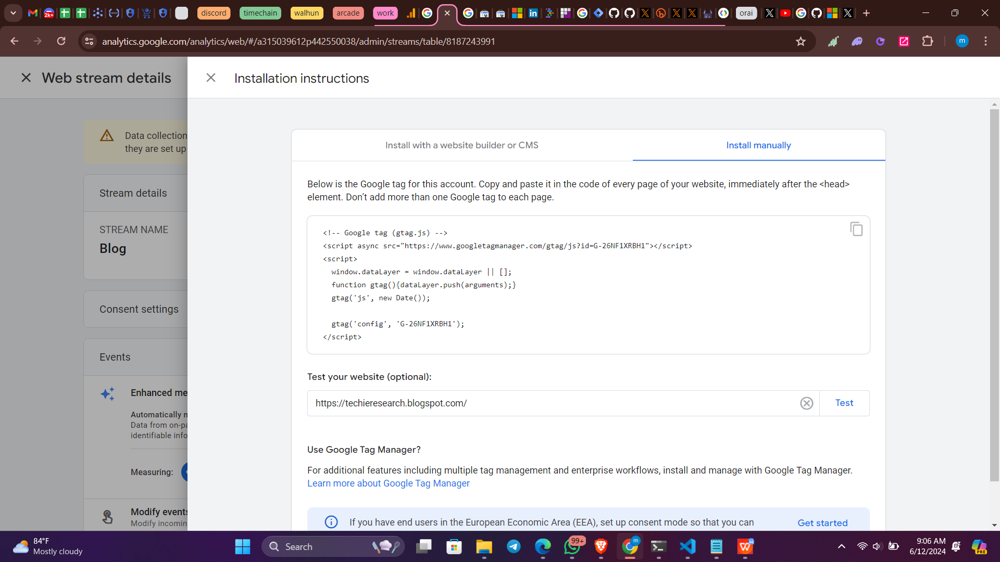 2k+
discord
timechain
walhun
arcade
work
orai
analytics.google.com/analytics/web/#/a315039612p442550038/admin/streams/table/8187243991
m
Web stream details
Installation instructions
Data collection
they are set up
Stream details
STREAM NAME
Blog
Consent settings
Events
Enhanced me
Automatically m
Data from on-pa
identifiable info
Measuring:
Modify events
Modify incomin
Install with a website builder or CMS
Install manually
Below is the Google tag for this account. Copy and paste it in the code of every page of your website, immediately after the <head>
element. Don’t add more than one Google tag to each page.
<!-- Google tag (gtag.js) -->
<script async src="https://www.googletagmanager.com/gtag/js?id=G-26NF1XRBH1"></script>
<script>
window.dataLayer = window.dataLayer || [];
function gtag(){dataLayer.push(arguments);}
gtag('js', new Date());
gtag('config', 'G-26NF1XRBH1');
</script>
Test your website (optional):
https://techieresearch.blogspot.com/
Test
Use Google Tag Manager?
For additional features including multiple tag management and enterprise workflows, install and manage with Google Tag Manager.
Learn more about Google Tag Manager
If you have end users in the European Economic Area (EEA), set up consent mode so that you can
Get started
84°F
Mostly cloudy
Search
99+
m
9:06 AM
6/12/2024
PRE